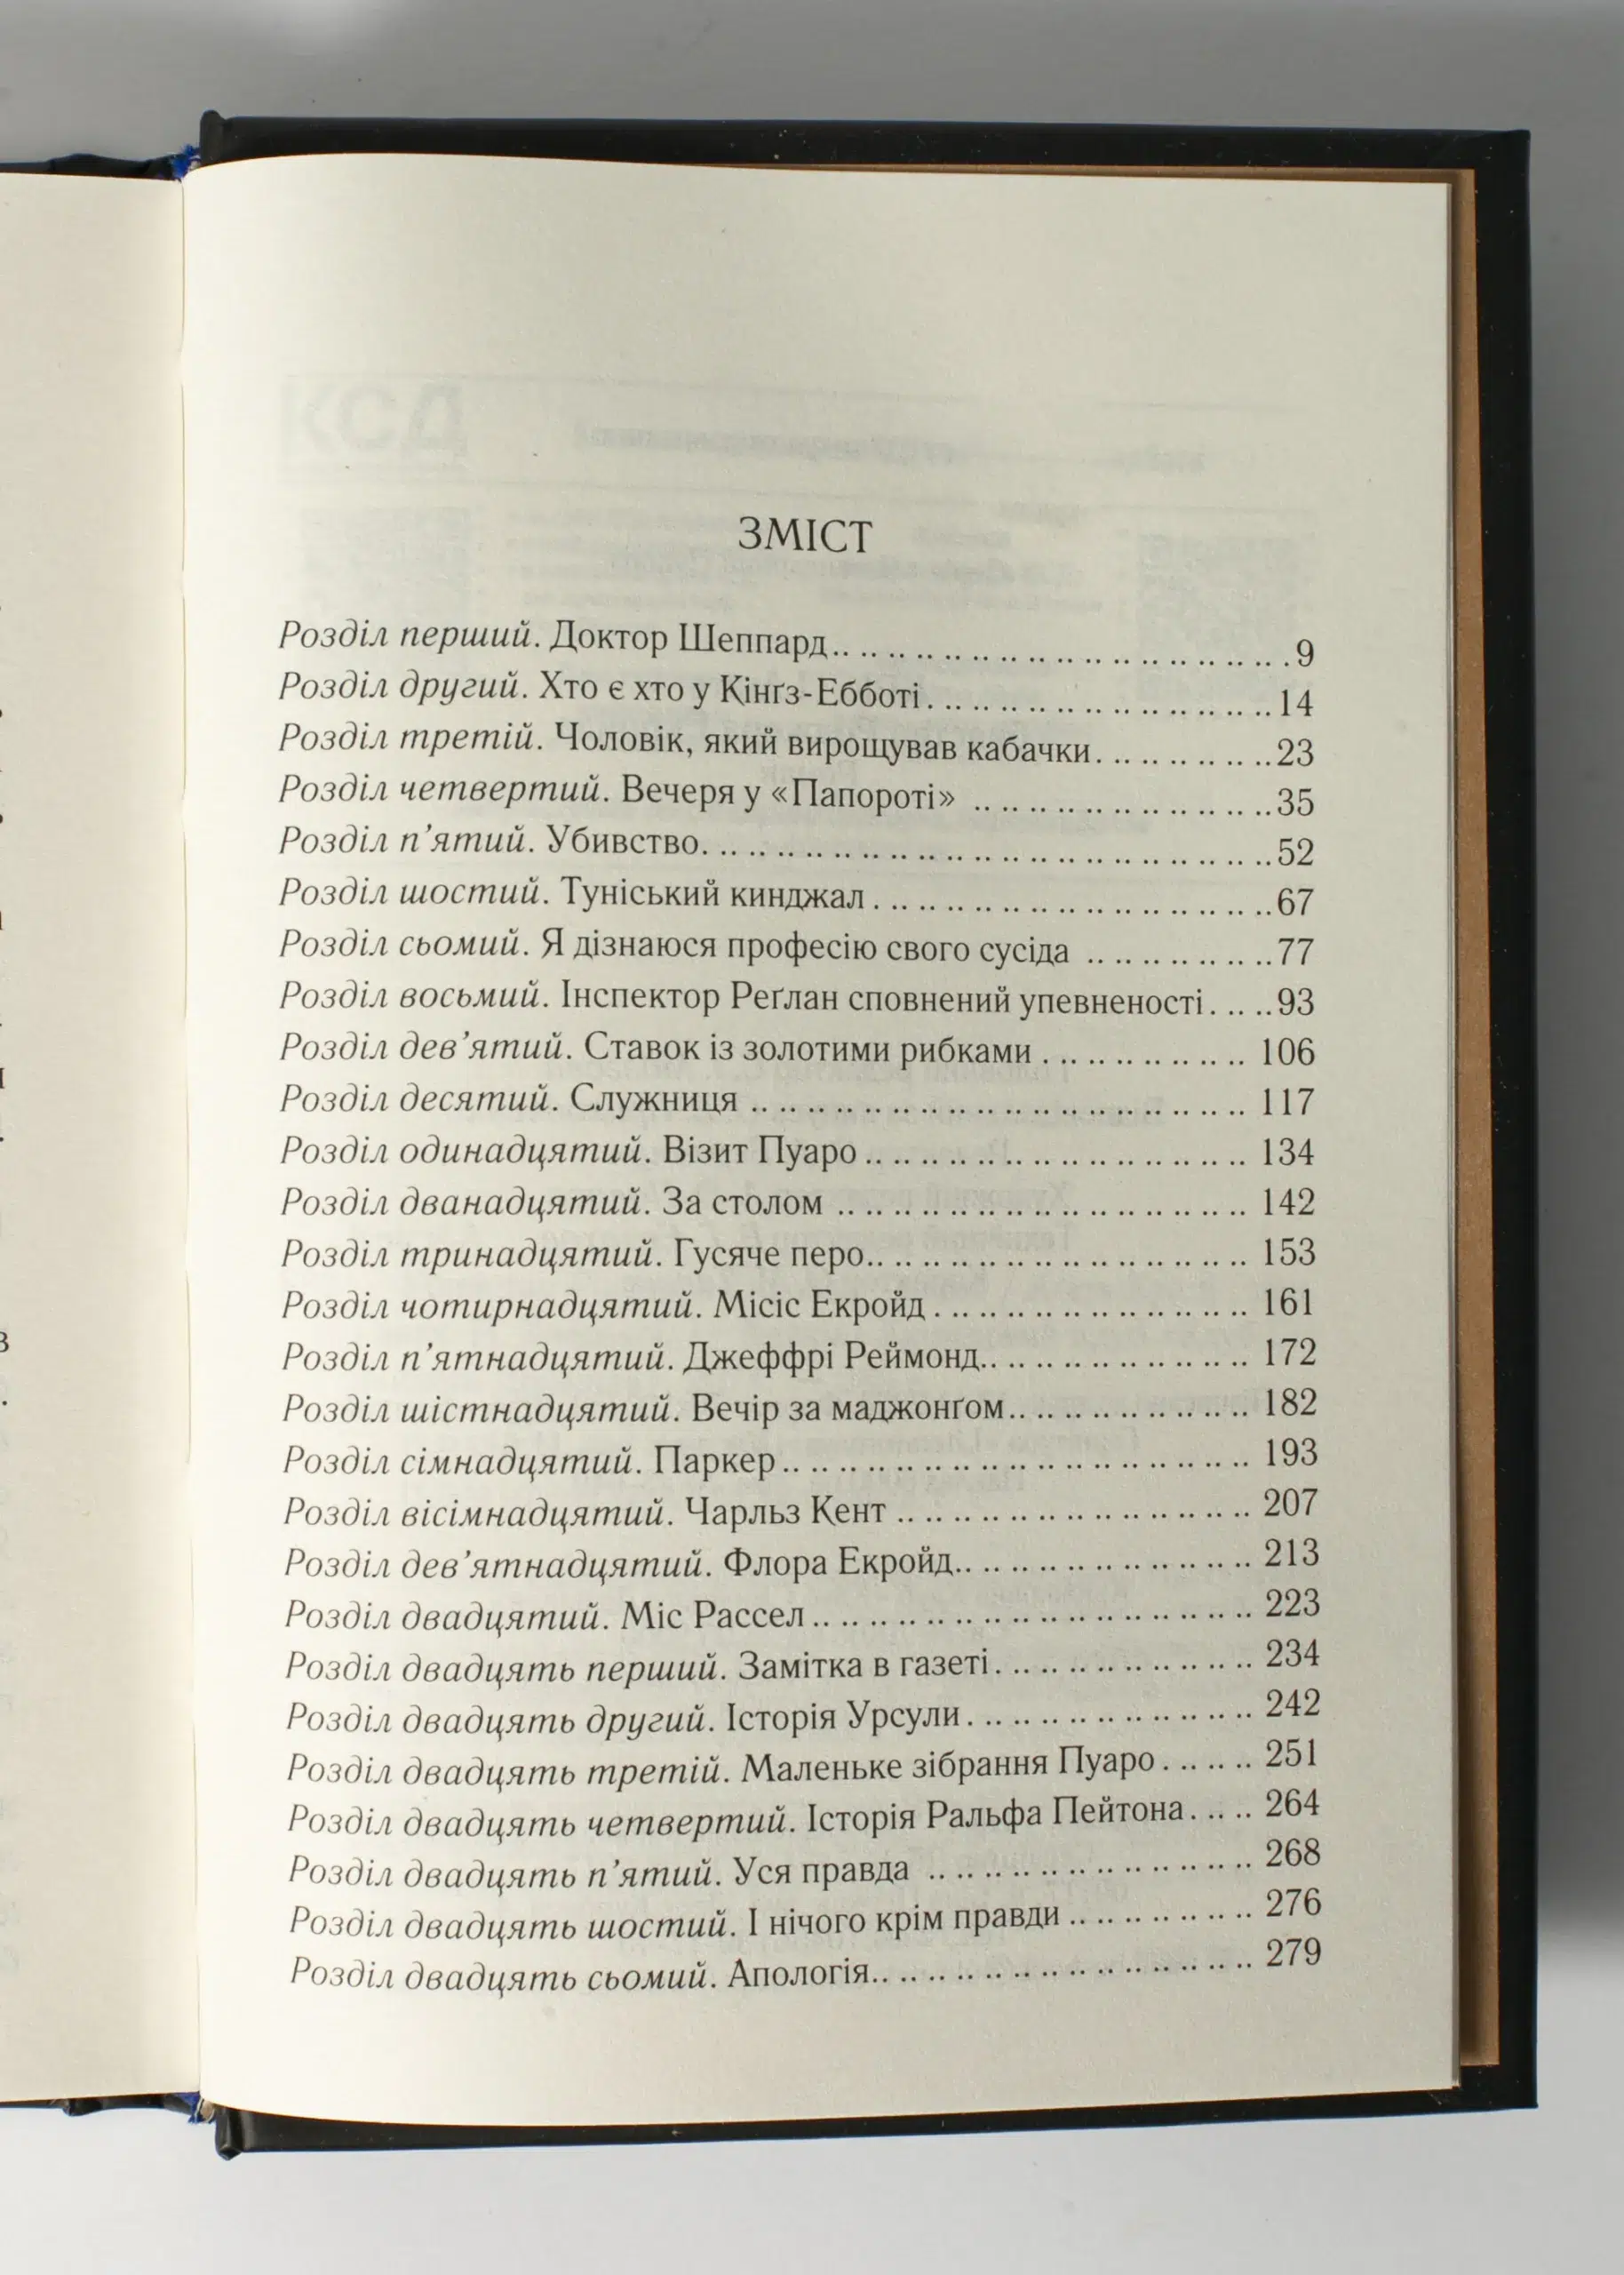 ЗМІСТ
Розділ перший. Доктор Шеппард.. .. .. .. .. .. .. .. .. .. .. .. .. .. .. .. . 9
Розділ другий. Хто є хто у Кінґз-Ебботі. .. .. .. .. .. .. .. .. .. .. .. .. 14
Розділ третій. Чоловік, який вирощував кабачки. .. .. .. .. .. .. 23
Розділ четвертий. Вечеря у «Папороті» .. .. .. .. .. .. .. .. .. .. .. 35
Розділ п’ятий. Убивство. .. .. .. .. .. .. .. .. .. .. .. .. .. .. .. .. .. .. .. .. 52
Розділ шостий. Туніський кинджал . .. .. .. .. .. .. .. .. .. .. .. .. .. .. 67
Розділ сьомий. Я дізнаюся професію свого сусіда .. .. .. .. .. .. .. 77
Розділ восьмий. Інспектор Реґлан сповнений упевненості. .. .. 93
Розділ дев’ятий. Ставок із золотими рибками . .. .. .. .. .. .. .. 106
Розділ десятий. Служниця .. .. .. .. .. .. .. .. .. .. .. .. .. .. .. .. .. .. 117
Розділ одинадцятий. Візит Пуаро .. .. .. .. .. .. .. .. .. .. .. .. .. .. 134
Розділ дванадцятий. За столом .. .. .. .. .. .. .. .. .. .. .. .. .. .. .. 142
Розділ тринадцятий. Гусяче перо.. .. .. .. .. .. .. .. .. .. .. .. .. .. 153
Розділ чотирнадцятий. Місіс Екройд . .. .. .. .. .. .. .. .. .. .. .. 161
Розділ п’ятнадцятий. Джеффрі Реймонд.. .. .. .. .. .. .. .. .. .. 172
Розділ шістнадцятий. Вечір за маджонґом.. .. .. .. .. .. .. .. .. 182
Розділ сімнадцятий. Паркер .. .. .. .. .. .. .. .. .. .. .. .. .. .. .. .. .. 193
Розділ вісімнадцятий. Чарльз Кент .. .. .. .. .. .. .. .. .. .. .. .. .. 207
Розділ дев’ятнадцятий. Флора Екройд.. .. .. .. .. .. .. .. .. .. .. 213
Розділ двадцятий. Міс Рассел .. .. .. .. .. .. .. .. .. .. .. .. .. .. .. .. 223
Розділ двадцять перший. Замітка в газеті. .. .. .. .. .. .. .. .. .. 234
Розділ двадцять другий. Історія Урсули. .. .. .. .. .. .. .. .. .. .. 242
Розділ двадцять третій. Маленьке зібрання Пуаро . .. .. .. 251
Розділ двадцять четвертий. Історія Ральфа Пейтона. .. .. 264
Розділ двадцять п’ятий. Уся правда .. .. .. .. .. .. .. .. .. .. .. .. 268
Розділ двадцять шостий. І нічого крім правди .. .. .. .. .. .. .. 276
Розділ двадцять сьомий. Апологія.. .. .. .. .. .. .. .. .. .. .. .. .. .. 279